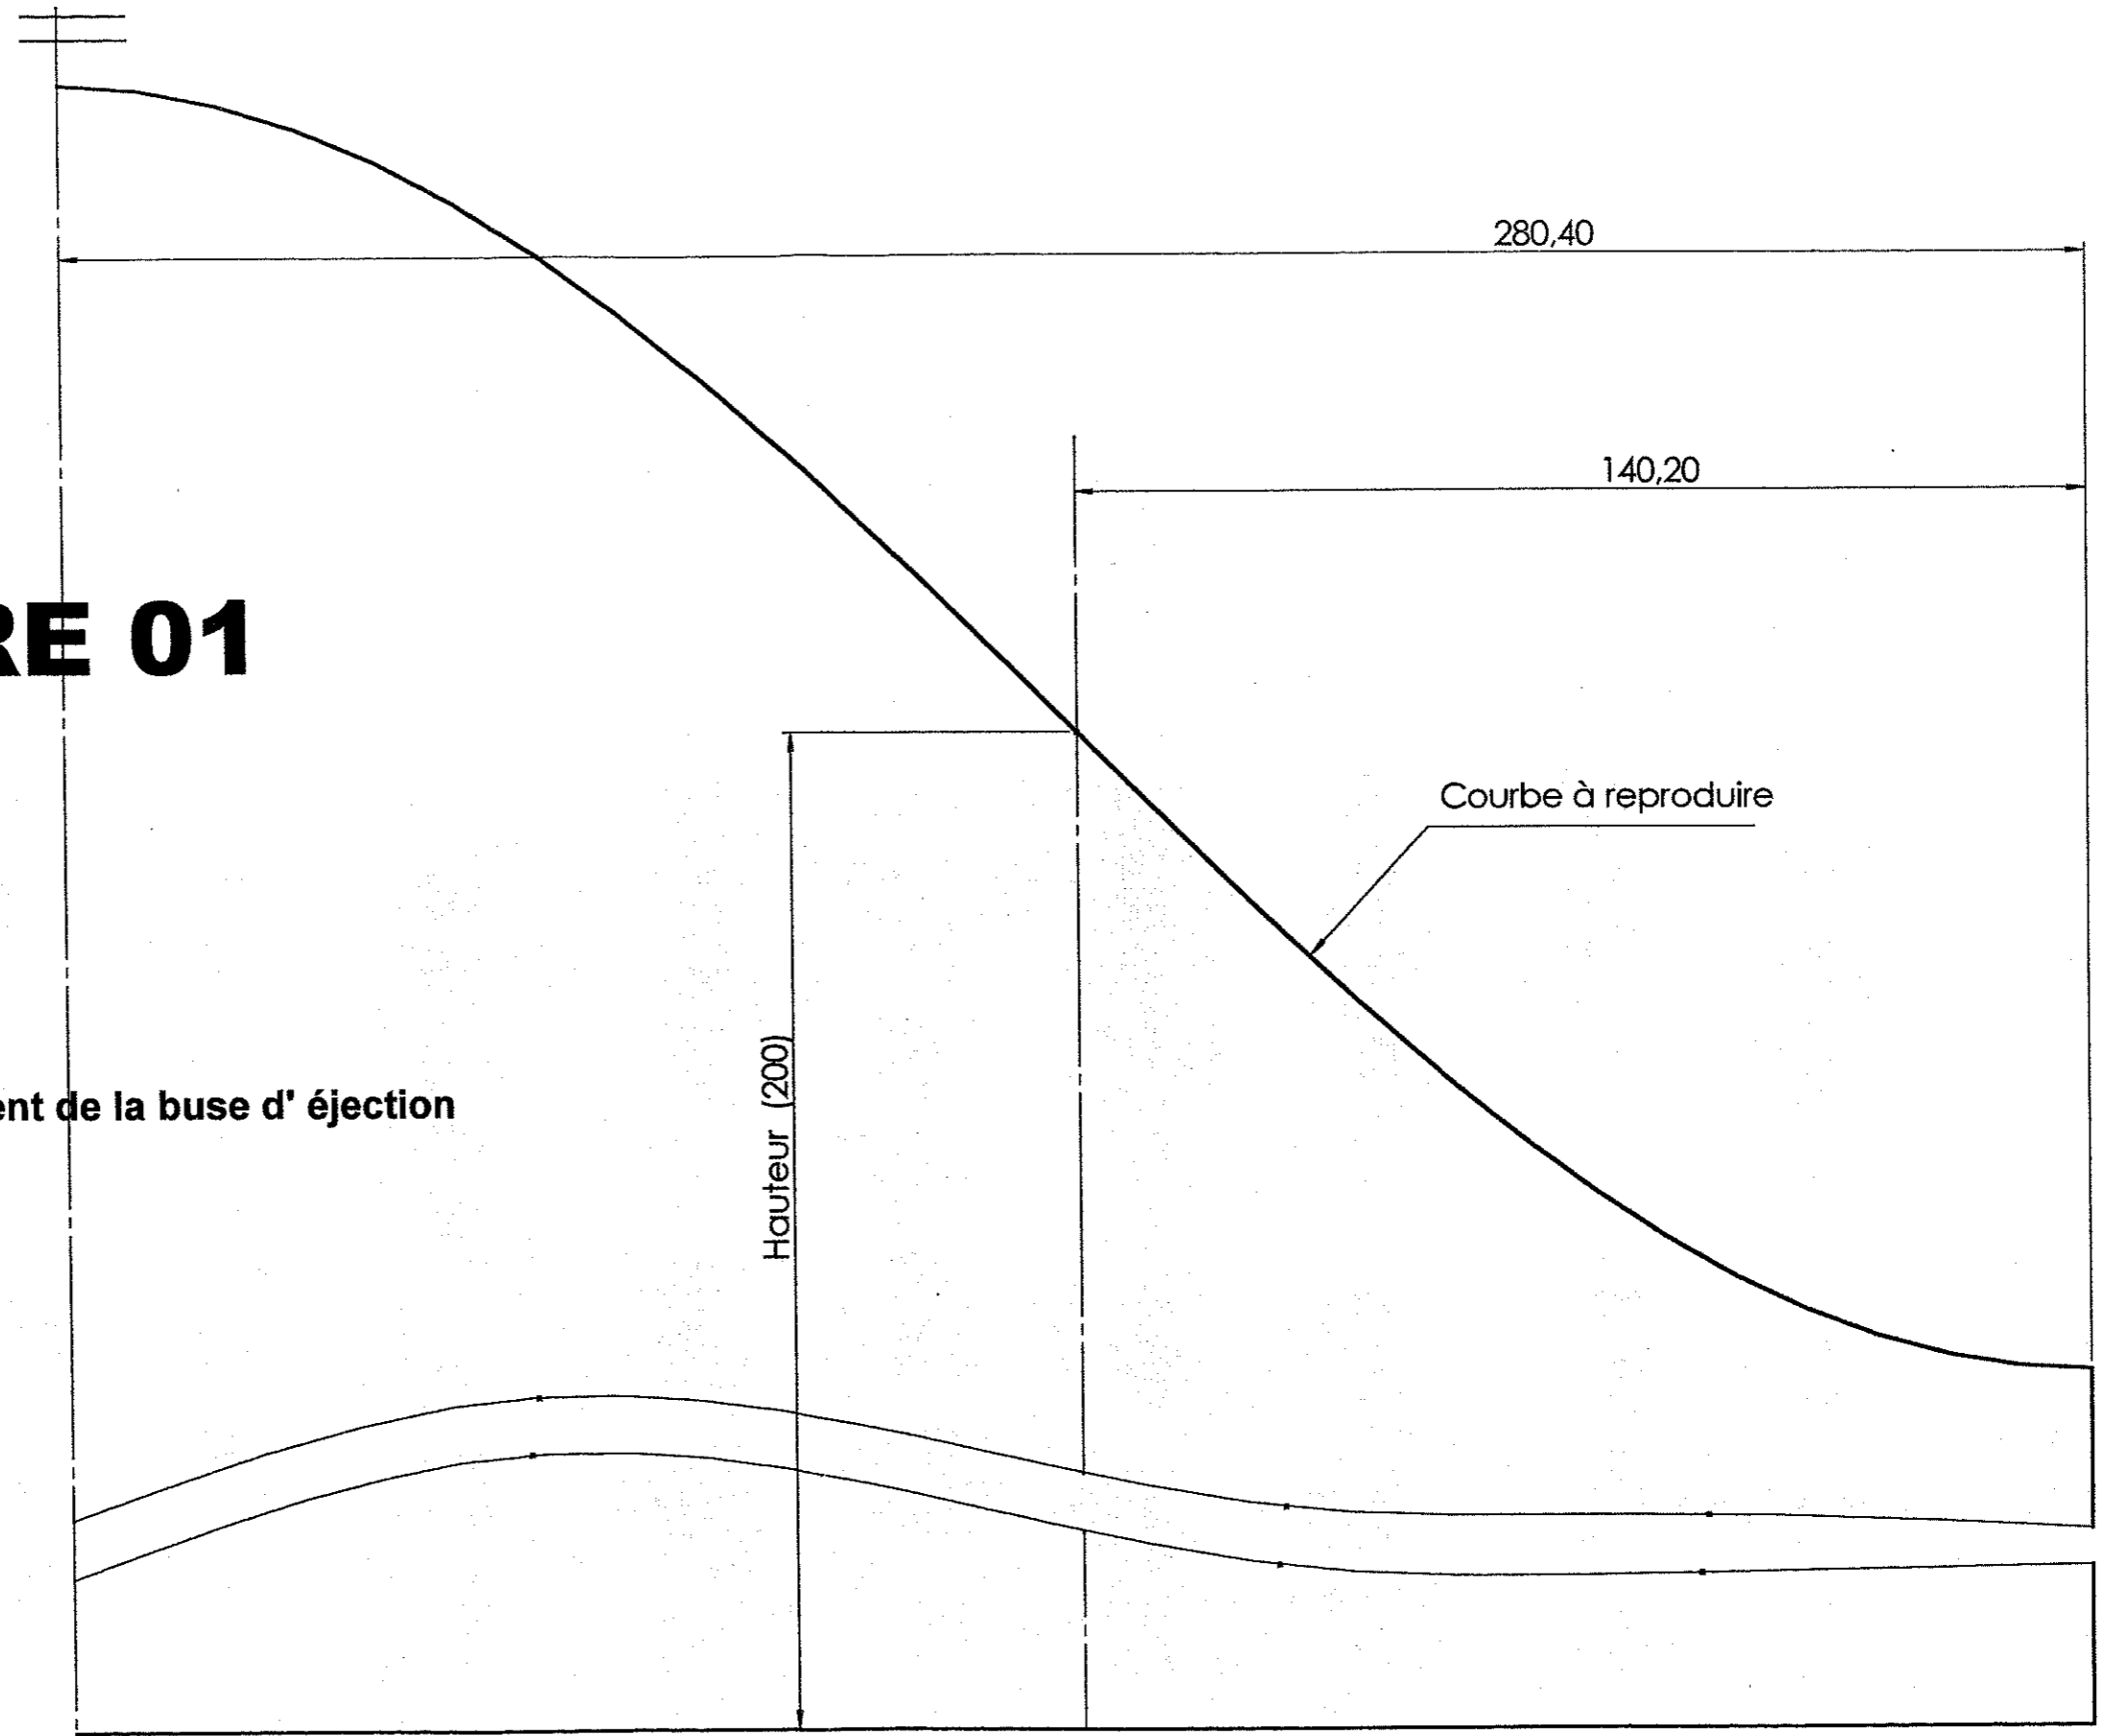 280,40
140,20
RE 01
Courbe à reproduire
Hauteur (200)
ent de la buse d' éjection